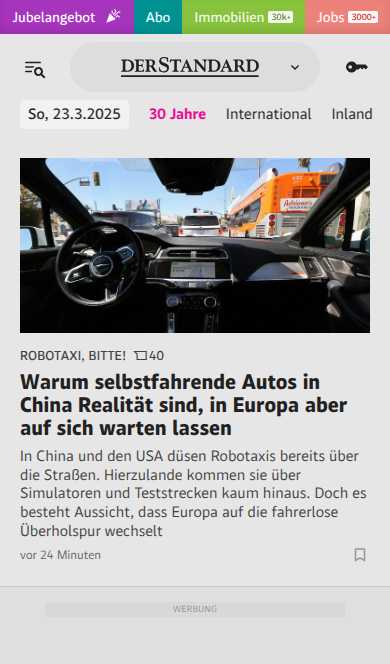 Jubelangebot Abo Immobilien 30k+ Jobs 3000+
DERSTANDARD
So, 23.3.2025 30 Jahre International Inland
ROBOTAXI, BITTE! 40
Warum selbstfahrende Autos in
China Realität sind, in Europa aber
auf sich warten lassen
In China und den USA düsen Robotaxis bereits über
die Straßen. Hierzulande kommen sie über
Simulatoren und Teststrecken kaum hinaus. Doch es
besteht Aussicht, dass Europa auf die fahrerlose
Überholspur wechselt
vor 24 Minuten
WERBUNG